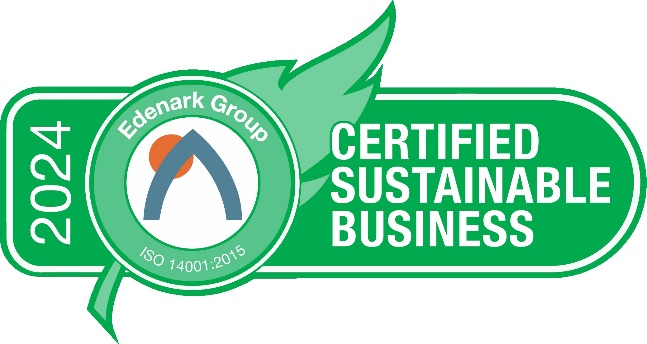 2024
Edenark Group
ISO 14001:2015
CERTIFIED
SUSTAINABLE
BUSINESS